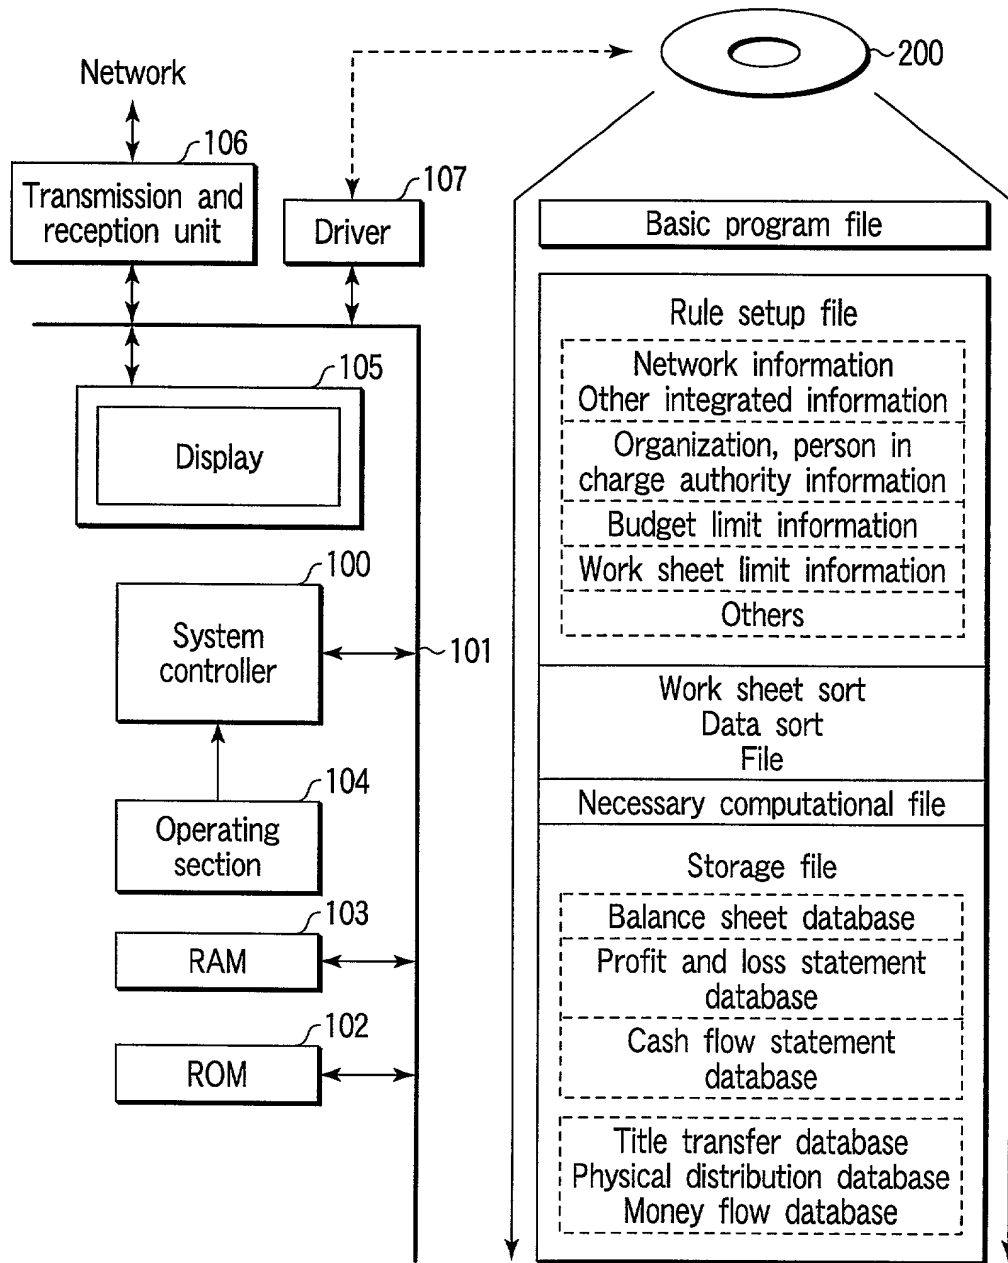 Network
106
Transmission and
reception unit
107
Driver
105
Display
100
System
controller
101
104
Operating
section
103
RAM
102
ROM
200
Basic program file
Rule setup file
Network information
Other integrated information
Organization, person in
charge authority information
Budget limit information
Work sheet limit information
Others
Work sheet sort
Data sort
File
Necessary computational file
Storage file
Balance sheet database
Profit and loss statement
database
Cash flow statement
database
Title transfer database
Physical distribution database
Money flow database